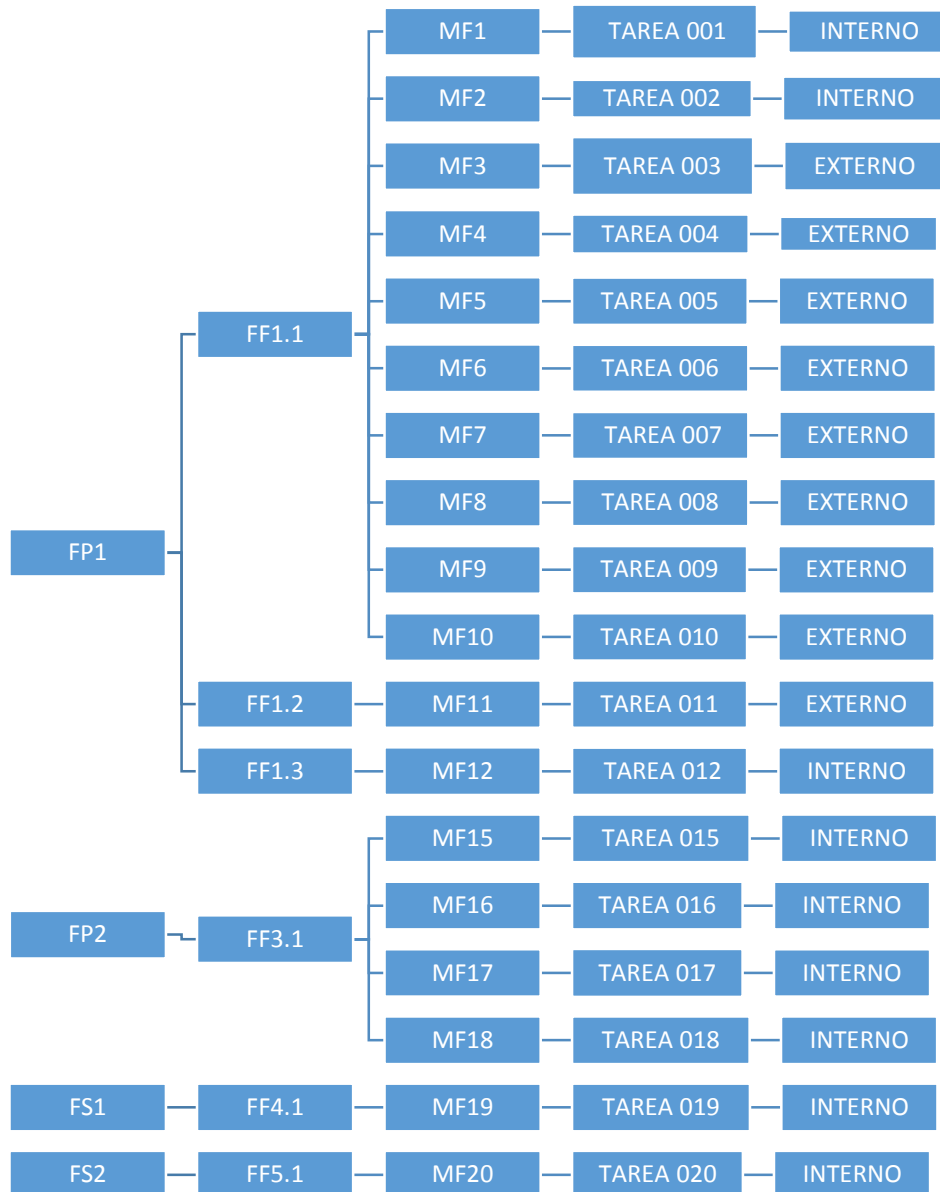 MF1 TAREA 001 INTERNO
MF2 TAREA 002 INTERNO
MF3 TAREA 003 EXTERNO
MF4 TAREA 004 EXTERNO
MF5 TAREA 005 EXTERNO
FF1.1
MF6 TAREA 006 EXTERNO
MF7 TAREA 007 EXTERNO
MF8 TAREA 008 EXTERNO
FP1
MF9 TAREA 009 EXTERNO
MF10 TAREA 010 EXTERNO
FF1.2 MF11 TAREA 011 EXTERNO
FF1.3 MF12 TAREA 012 INTERNO
MF15 TAREA 015 INTERNO
MF16 TAREA 016 INTERNO
FP2 FF3.1
MF17 TAREA 017 INTERNO
MF18 TAREA 018 INTERNO
FS1 FF4.1 MF19 TAREA 019 INTERNO
FS2 FF5.1 MF20 TAREA 020 INTERNO